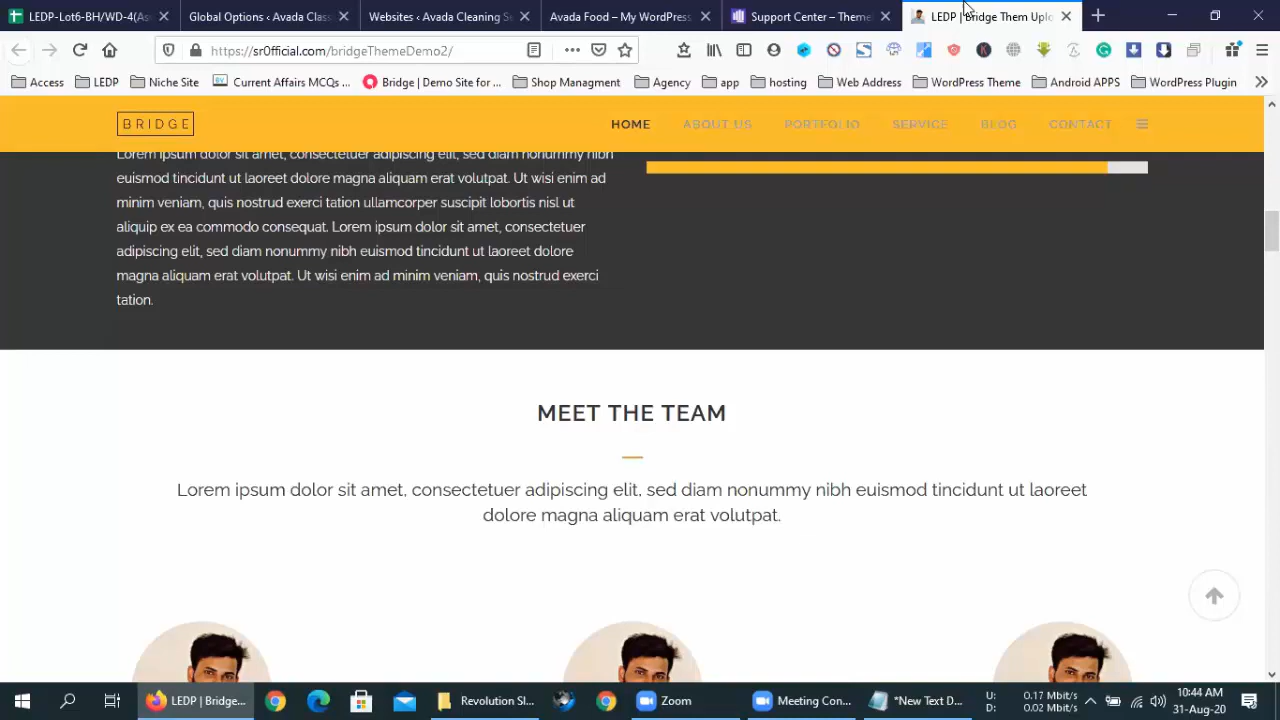 LEDP-Lot6-BH/WD-4(As
Global Options ‹ Avada Clas
Websites ‹ Avada Cleaning S
Avada Food – My WordPress
Support Center – Theme
LEDP | Bridge Them Uplo
https://sr0fficial.com/bridgeThemeDemo2/
Access
LEDP
Niche Site
Current Affairs MCQs ...
Bridge | Demo Site for ...
Shop Managment
Agency
app
hosting
Web Address
WordPress Theme
Android APPS
WordPress Plugin
BRIDGE
HOME
ABOUT US
PORTFOLIO
SERVICE
BLOG
CONTACT
Lorem ipsum dolor sit amet, consectetuer adipiscing elit, sed diam nonummy nibh
euismod tincidunt ut laoreet dolore magna aliquam erat volutpat. Ut wisi enim ad
minim veniam, quis nostrud exerci tation ullamcorper suscipit lobortis nisl ut
aliquip ex ea commodo consequat. Lorem ipsum dolor sit amet, consectetuer
adipiscing elit, sed diam nonummy nibh euismod tincidunt ut laoreet dolore
magna aliquam erat volutpat. Ut wisi enim ad minim veniam, quis nostrud exerci
tation.
MEET THE TEAM
Lorem ipsum dolor sit amet, consectetuer adipiscing elit, sed diam nonummy nibh euismod tincidunt ut laoreet
dolore magna aliquam erat volutpat.
LEDP | Bridge...
Revolution Sl...
Zoom
Meeting Con...
*New Text D...
U: 0.17 Mbit/s
D: 0.02 Mbit/s
10:44 AM
31-Aug-20